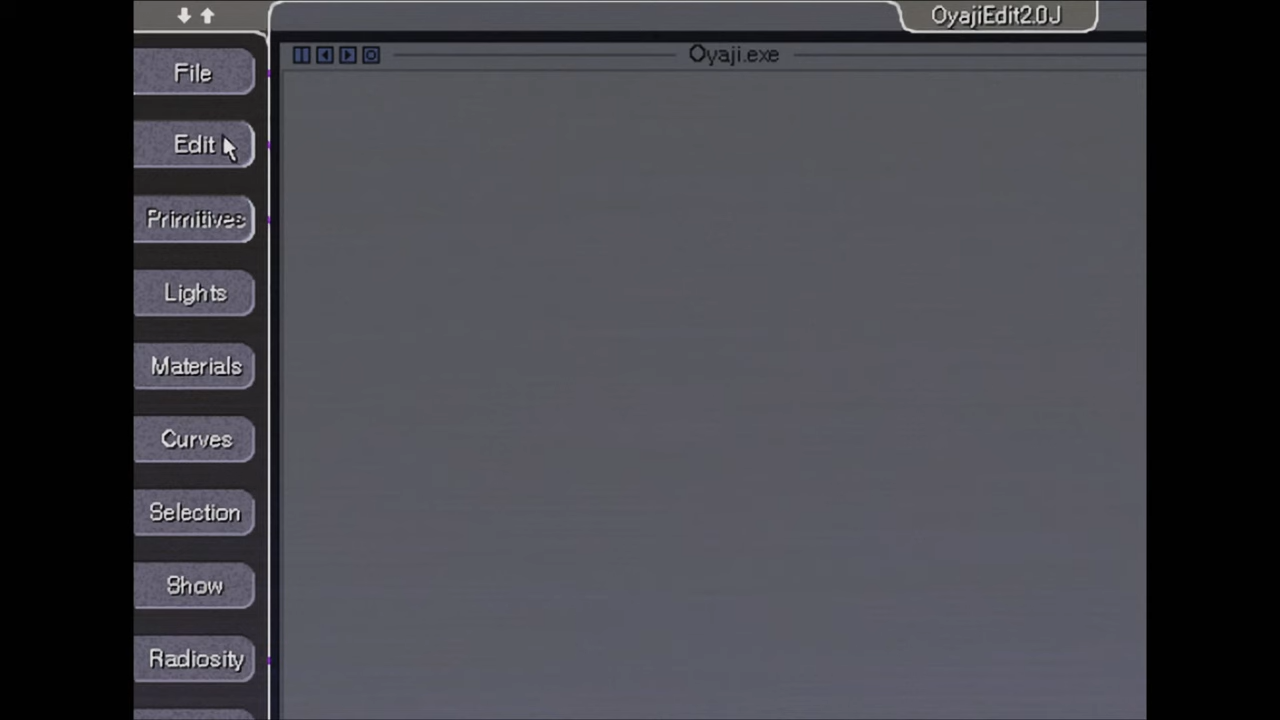 OyajiEdit2.0J
Oyaji.exe
File
Edit
Primitives
Lights
Materials
Curves
Selection
Show
Radiosity